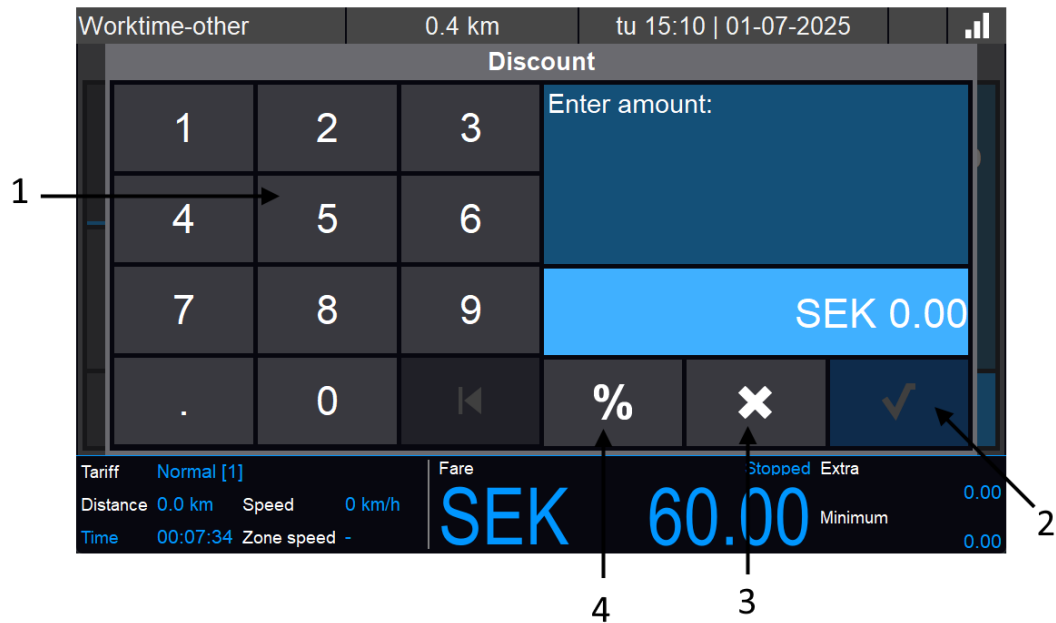 Worktime-other 0.4 km tu 15:10 | 01-07-2025
Discount
1 2 3 Enter amount:
1
4 5 6
7 8 9 SEK 0.00
. 0 % ✖ ✓
Tariff Normal [1] Fare Stopped Extra
Distance 0.0 km Speed 0 km/h SEK 60.00 0.00
Minimum
Time 00:07:34 Zone speed - 0.00
2
4 3